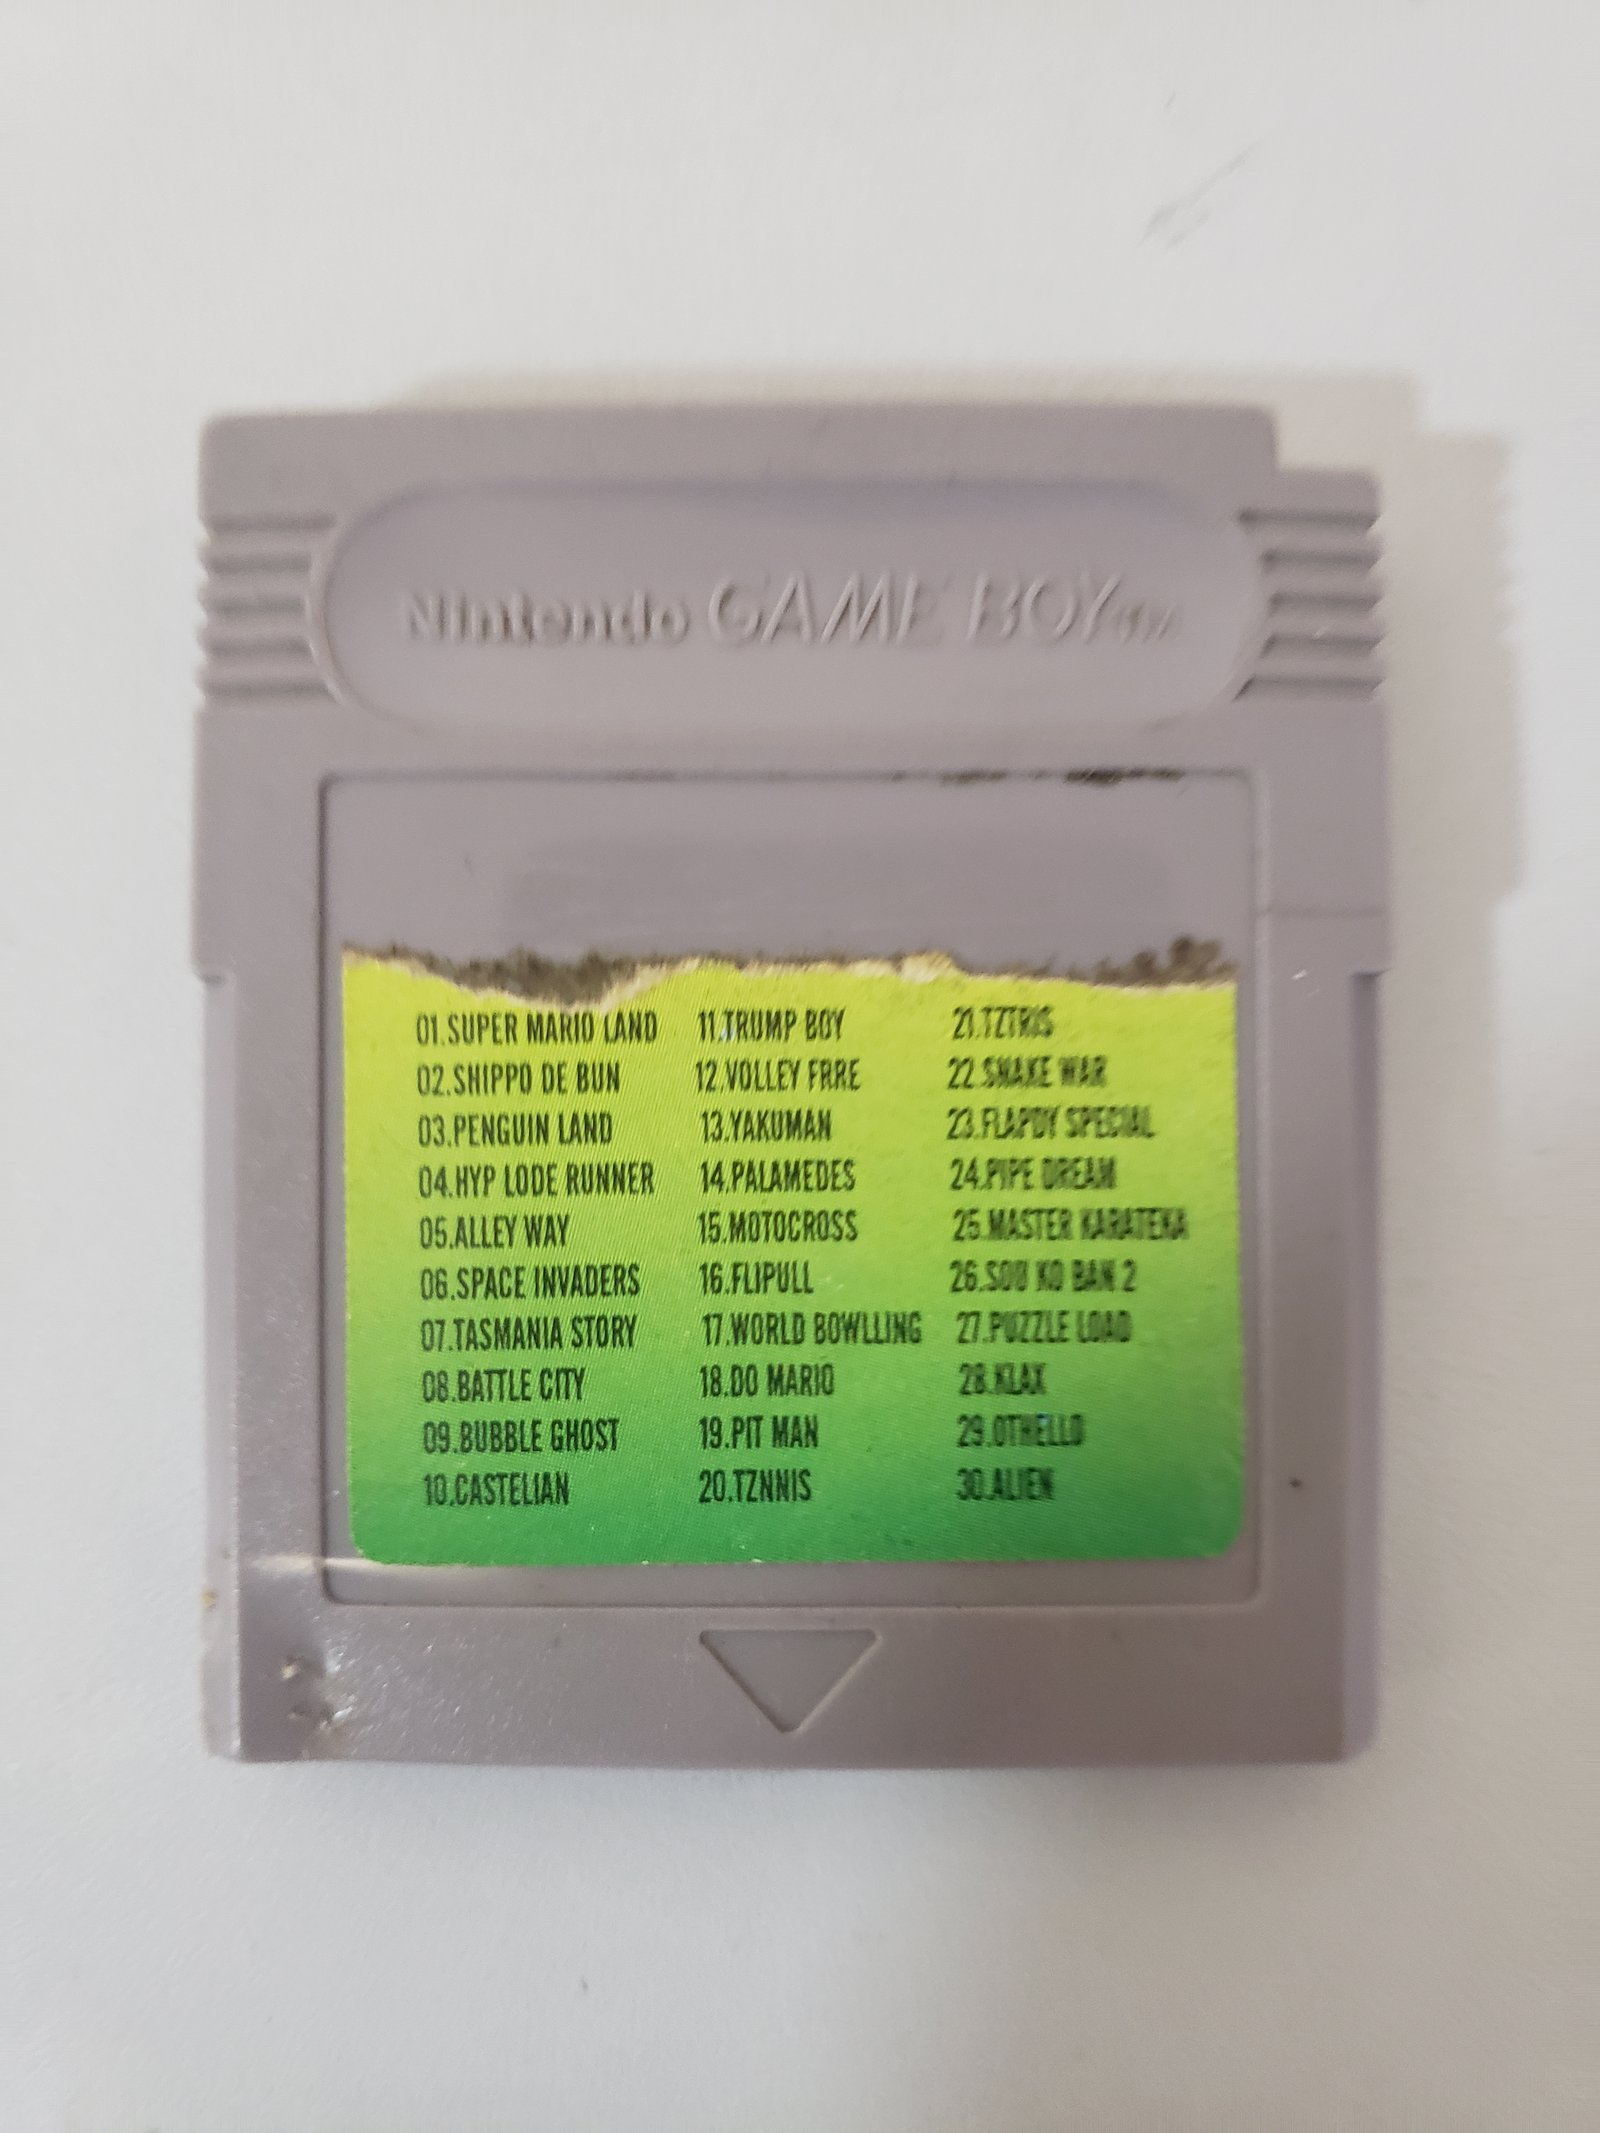 Nintendo GAME BOY TM
01.SUPER MARIO LAND
02.SHIPPO DE BUN
03.PENGUIN LAND
04.HYP LODE RUNNER
05.ALLEY WAY
06.SPACE INVADERS
07.TASMANIA STORY
08.BATTLE CITY
09.BUBBLE GHOST
10.CASTELIAN
11.TRUMP BOY
12.VOLLEY FRRE
13.YAKUMAN
14.PALAMEDES
15.MOTOCROSS
16.FLIPULL
17.WORLD BOWLLING
18.DO MARIO
19.PIT MAN
20.TZNNIS
21.TZTRIS
22.SNAKE WAR
23.FLAPDY SPECIAL
24.PIPE DREAM
25.MASTER KARATEKA
26.SOU KO BAN 2
27.PUZZLE LOAD
28.KLAX
29.OTHELLO
30.ALIEN